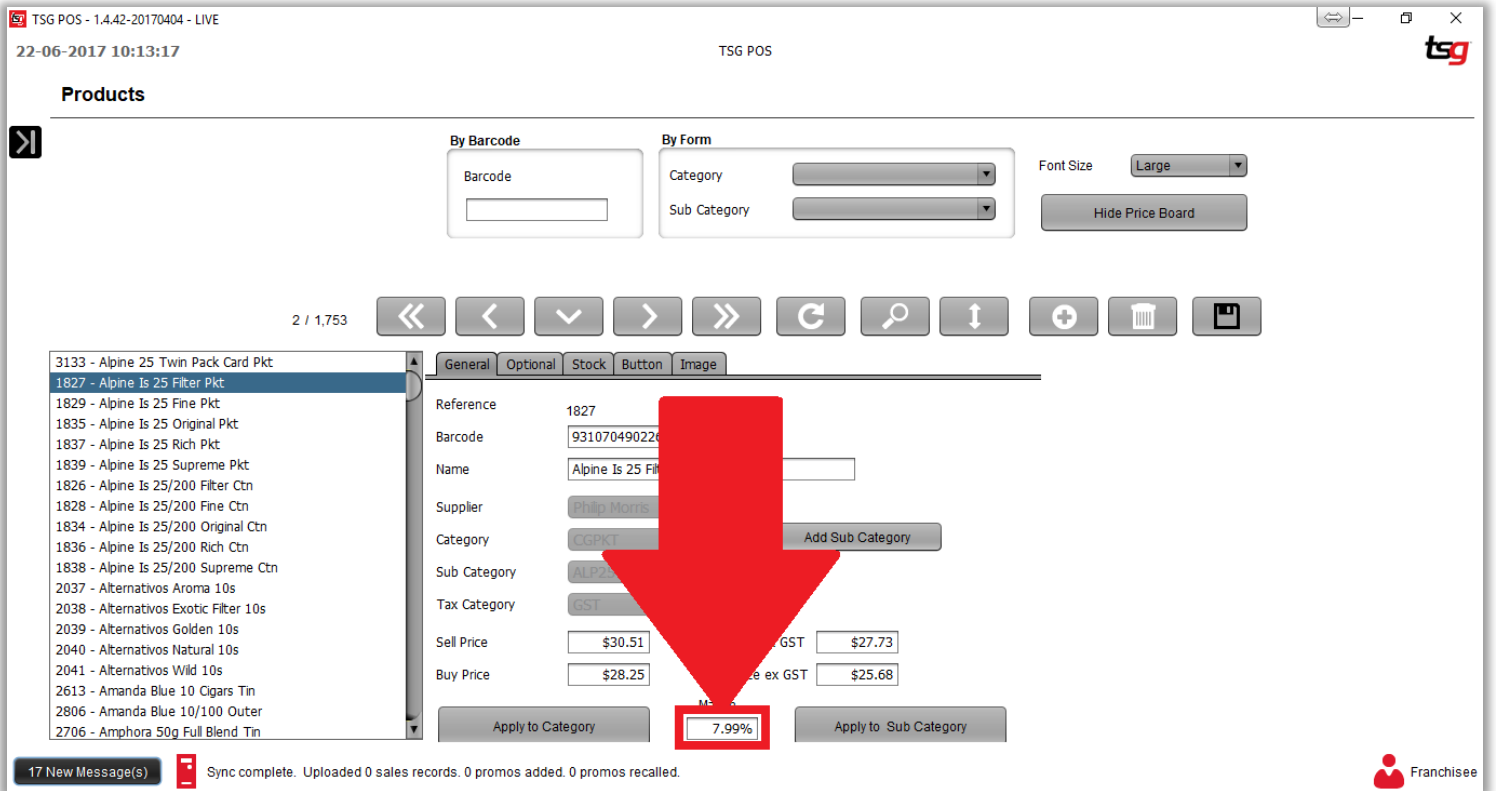 TSG POS - 1.4.42-20170404 - LIVE
22-06-2017 10:13:17
TSG POS
tsg
Products
By Barcode
By Form
Barcode
Category
Sub Category
Font Size
Large
Hide Price Board
2 / 1,753
3133 - Alpine 25 Twin Pack Card Pkt
1827 - Alpine Is 25 Filter Pkt
1829 - Alpine Is 25 Fine Pkt
1835 - Alpine Is 25 Original Pkt
1837 - Alpine Is 25 Rich Pkt
1839 - Alpine Is 25 Supreme Pkt
1826 - Alpine Is 25/200 Filter Ctn
1828 - Alpine Is 25/200 Fine Ctn
1834 - Alpine Is 25/200 Original Ctn
1836 - Alpine Is 25/200 Rich Ctn
1838 - Alpine Is 25/200 Supreme Ctn
2037 - Alternativos Aroma 10s
2038 - Alternativos Exotic Filter 10s
2039 - Alternativos Golden 10s
2040 - Alternativos Natural 10s
2041 - Alternativos Wild 10s
2613 - Amanda Blue 10 Cigars Tin
2806 - Amanda Blue 10/100 Outer
2706 - Amphora 50g Full Blend Tin
General Optional Stock Button Image
Reference 1827
Barcode 931070490226
Name Alpine Is 25 Fil
Supplier Philip Morris
Category CGPKT Add Sub Category
Sub Category ALP25
Tax Category GST
Sell Price $30.51 GST $27.73
Buy Price $28.25 ex GST $25.68
Apply to Category 7.99% Apply to Sub Category
17 New Message(s) Sync complete. Uploaded 0 sales records. 0 promos added. 0 promos recalled. Franchisee